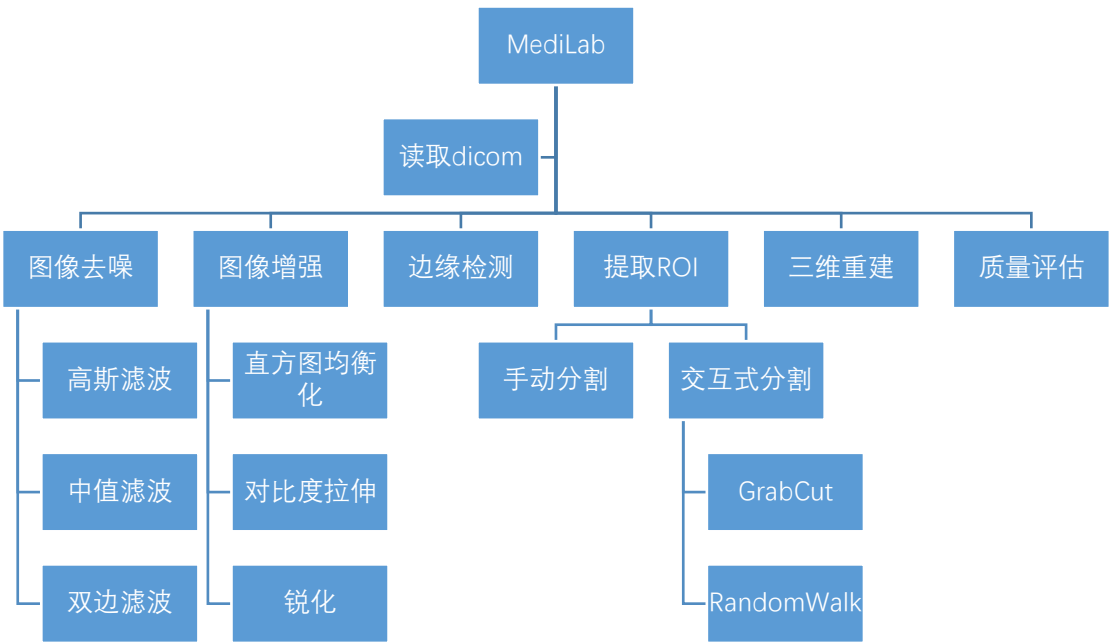 MediLab
读取dicom
图像去噪
图像增强
边缘检测
提取ROI
三维重建
质量评估
高斯滤波
直方图均衡
化
手动分割
交互式分割
中值滤波
对比度拉伸
GrabCut
双边滤波
锐化
RandomWalk